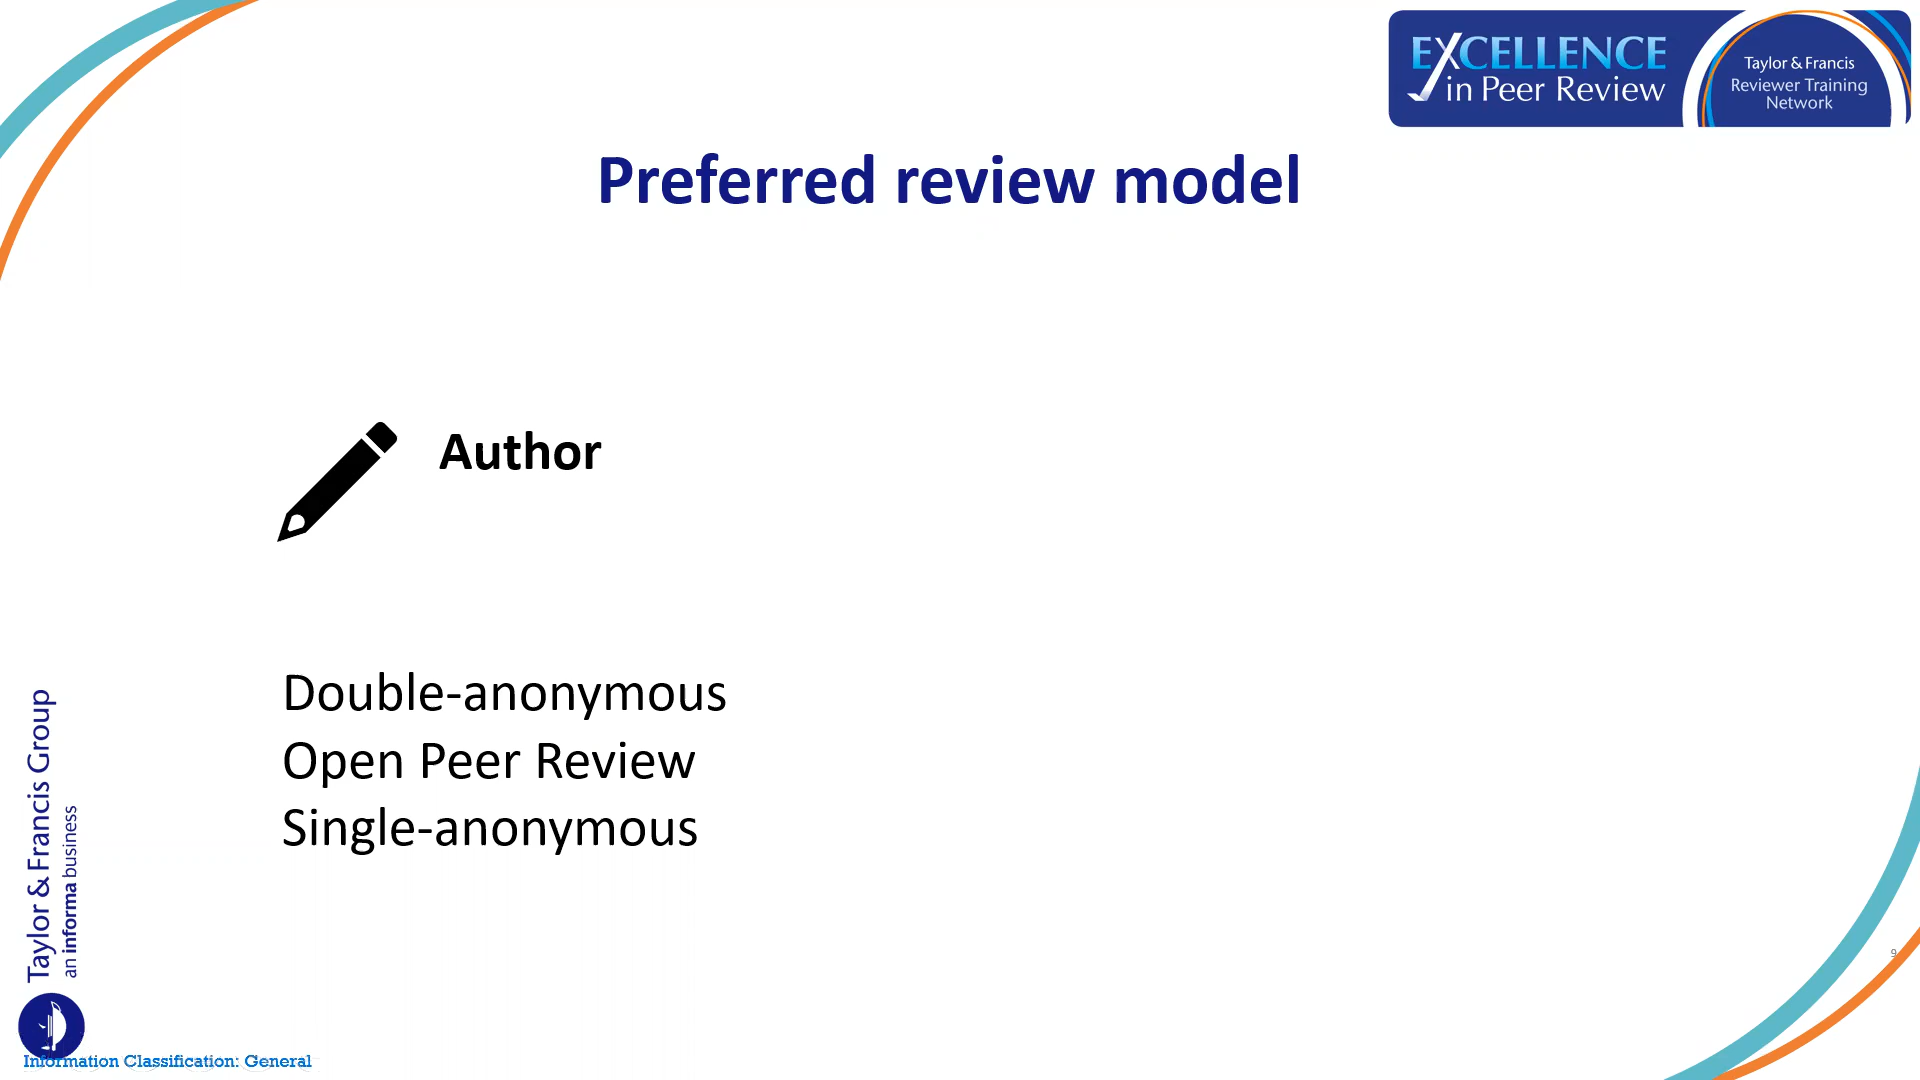 EXCELLENCE
in Peer Review
Taylor & Francis
Reviewer Training
Network
Preferred review model
Author
Double-anonymous
Open Peer Review
Single-anonymous
Taylor & Francis Group
an informa business
9
Information Classification: General